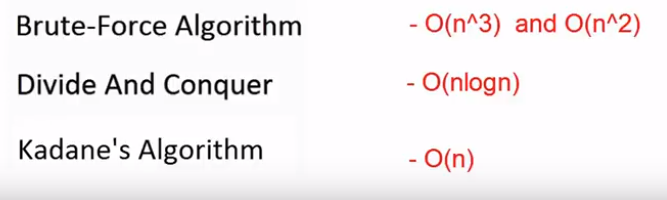 Brute-Force Algorithm - O(n^3) and O(n^2)
Divide And Conquer - O(nlogn)
Kadane's Algorithm - O(n)